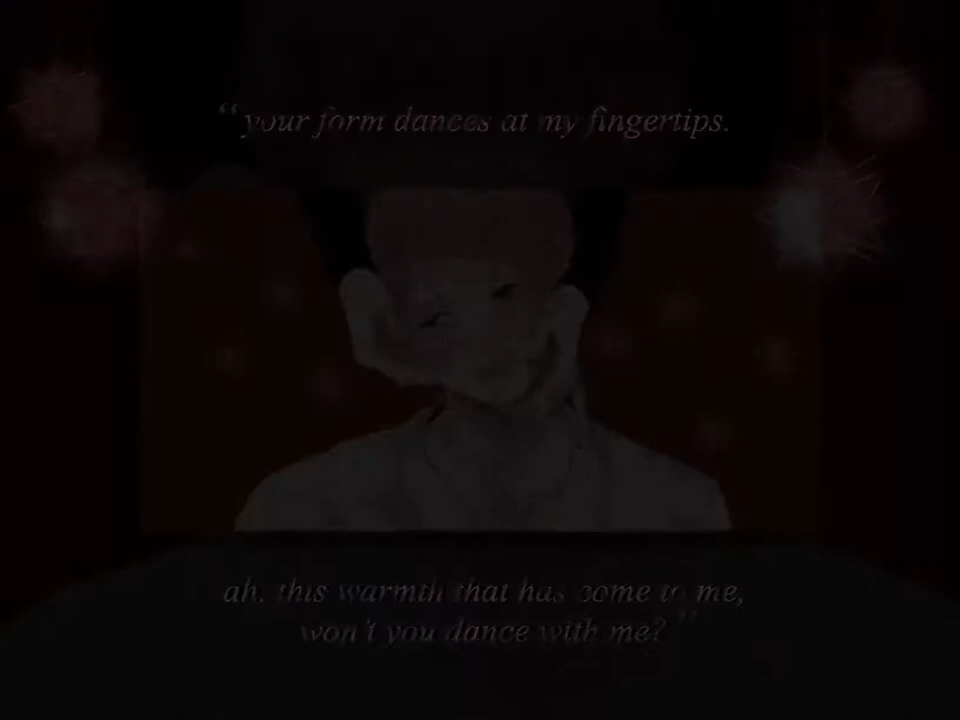 “your form dances at my fingertips.
ah, this warmth that has come to me,
won't you dance with me?”